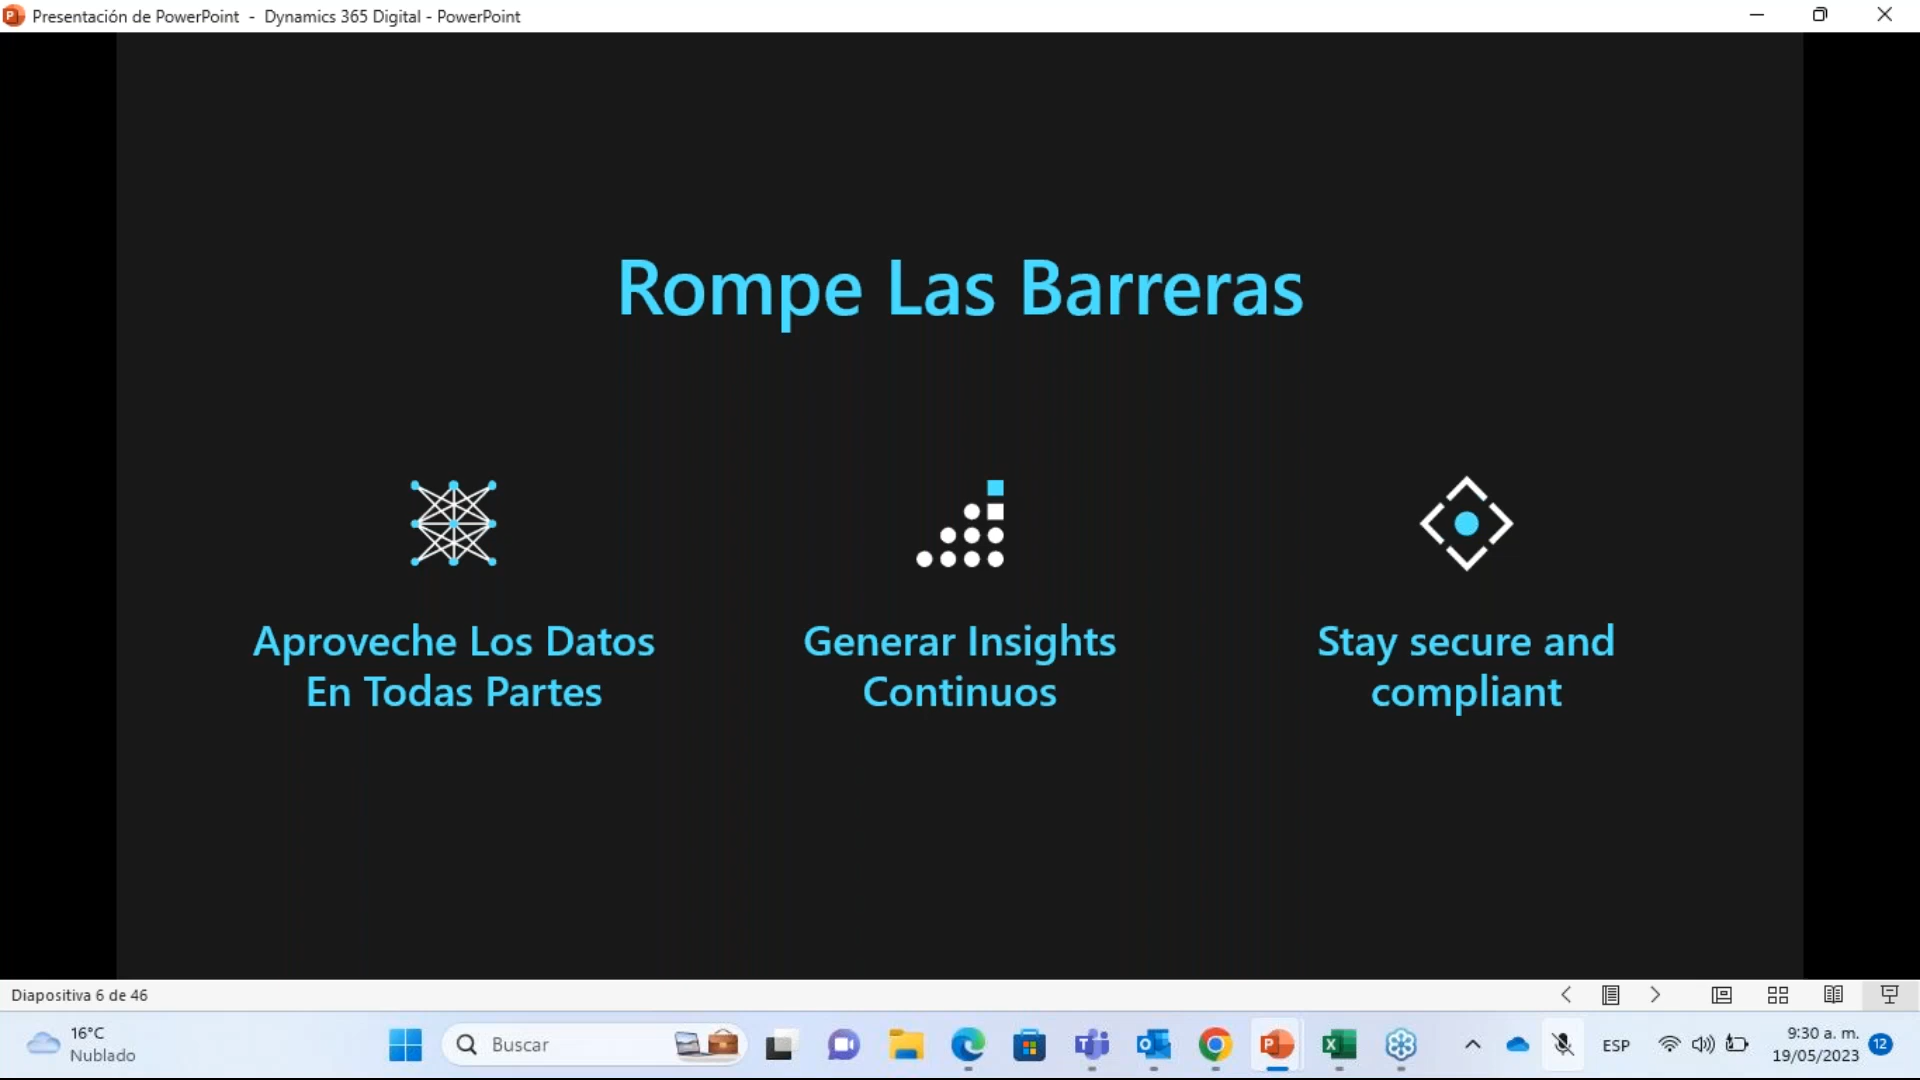 Presentación de PowerPoint - Dynamics 365 Digital - PowerPoint
Rompe Las Barreras
Aproveche Los Datos
En Todas Partes
Generar Insights
Continuos
Stay secure and
compliant
Diapositiva 6 de 46
16°C
Nublado
Buscar
ESP
9:30 a. m.
19/05/2023
12